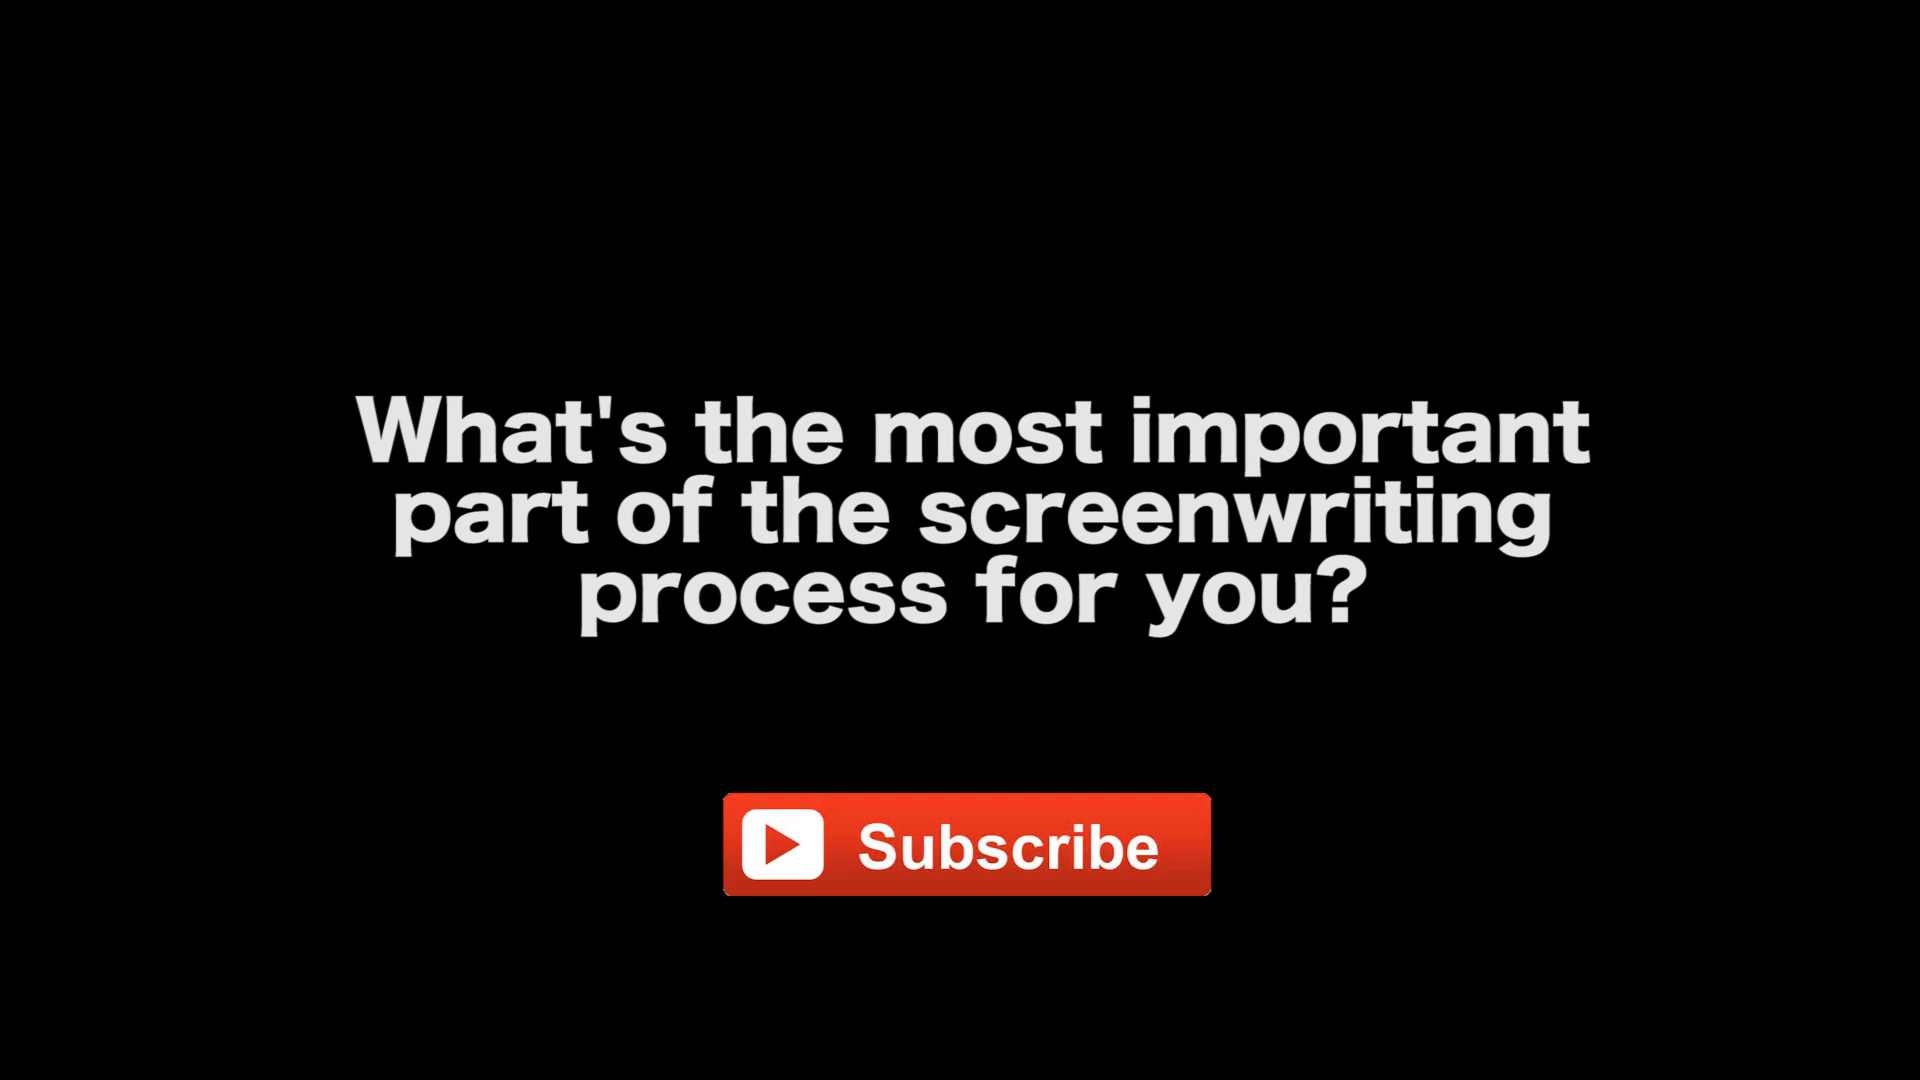 What's the most important
part of the screenwriting
process for you?
Subscribe